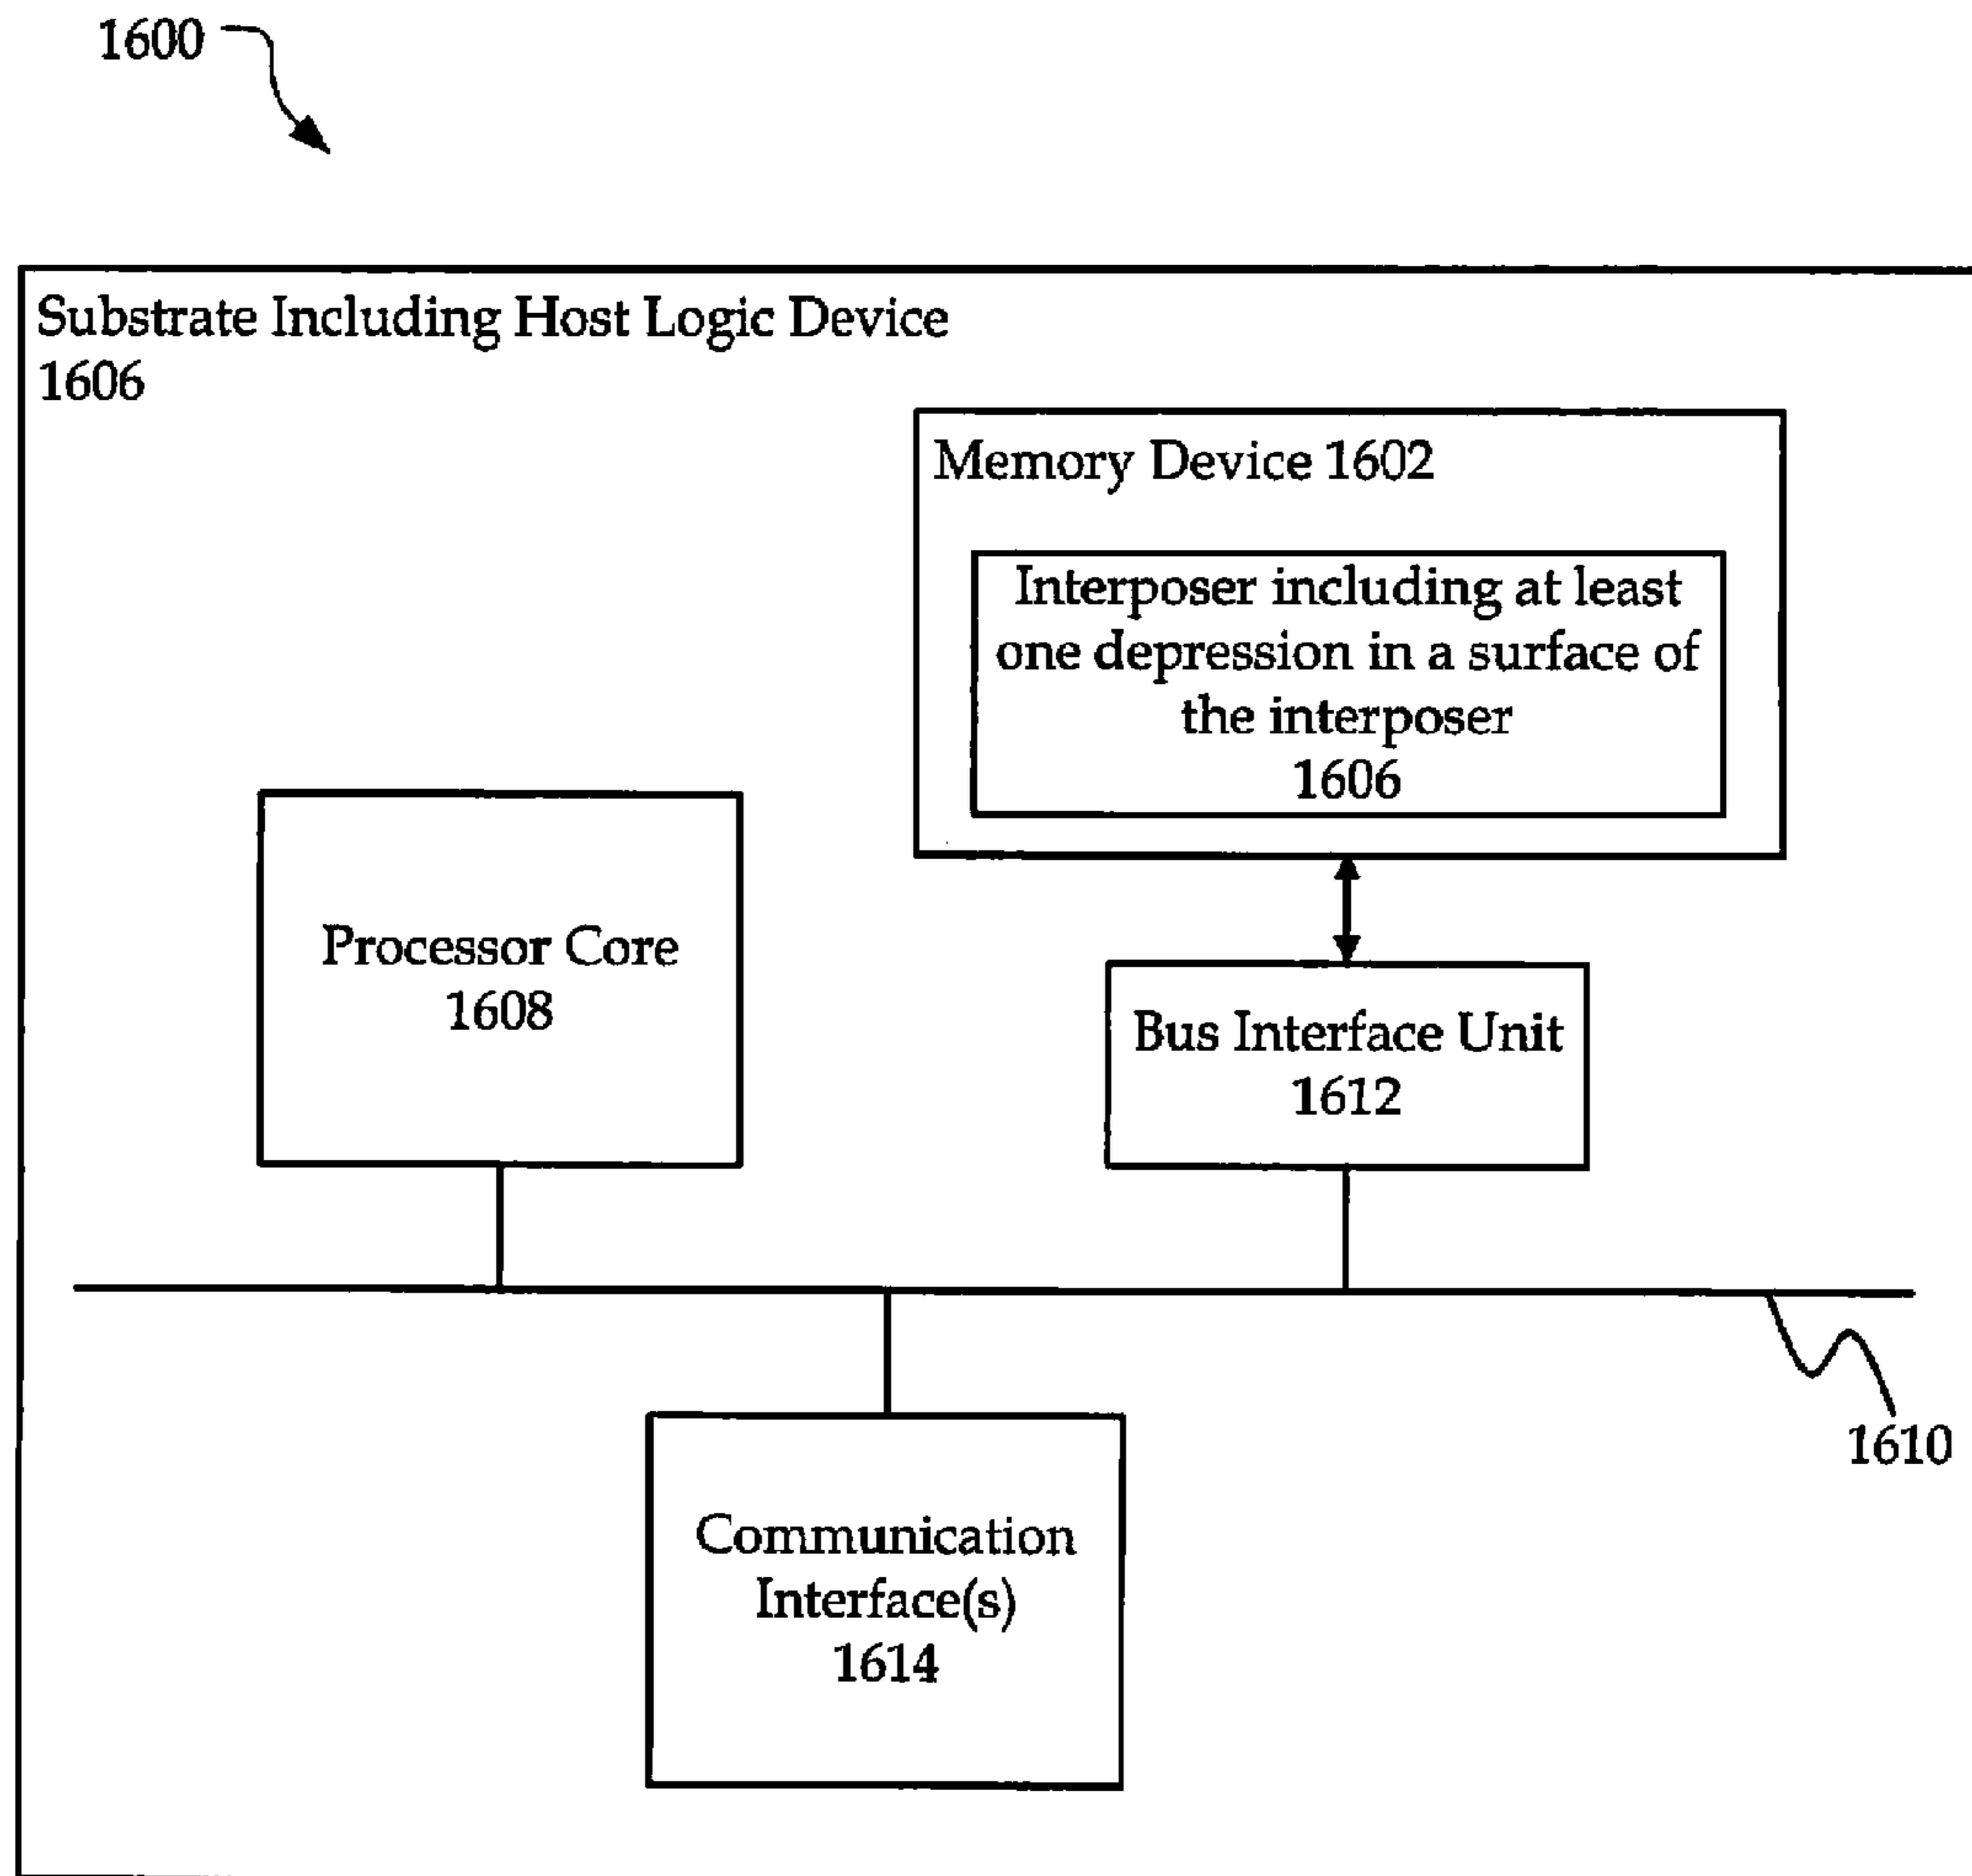 1600
Substrate Including Host Logic Device
1606
Memory Device 1602
Interposer including at least
one depression in a surface of
the interposer
1606
Processor Core
1608
Bus Interface Unit
1612
1610
Communication
Interface(s)
1614